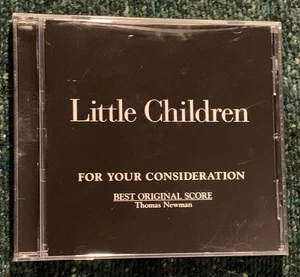 Little Children
FOR YOUR CONSIDERATION
BEST ORIGINAL SCORE
Thomas Newman